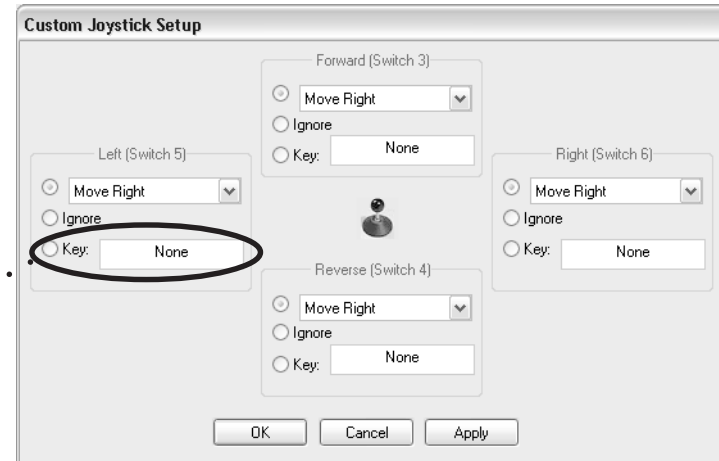 Custom Joystick Setup
Forward (Switch 3)
Move Right
Ignore
Key: None
Left (Switch 5)
Move Right
Ignore
Key: None
Right (Switch 6)
Move Right
Ignore
Key: None
Reverse (Switch 4)
Move Right
Ignore
Key: None
OK Cancel Apply